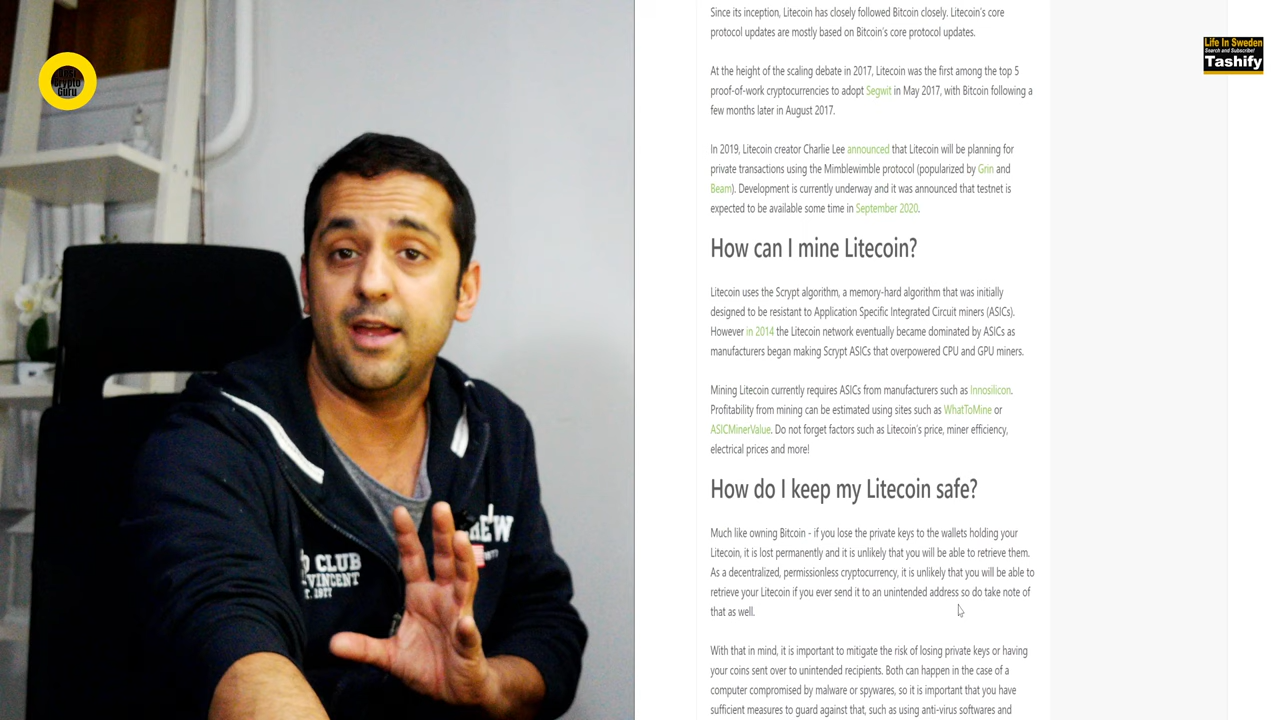 Crypto
Guru
Life In Sweden
Search and Subscribe!
Tashify
CLUB
VINCENT
Since its inception, Litecoin has closely followed Bitcoin closely. Litecoin's core
protocol updates are mostly based on Bitcoin's core protocol updates.
At the height of the scaling debate in 2017, Litecoin was the first among the top 5
proof-of-work cryptocurrencies to adopt Segwit in May 2017, with Bitcoin following a
few months later in August 2017.
In 2019, Litecoin creator Charlie Lee announced that Litecoin will be planning for
private transactions using the Mimblewimble protocol (popularized by Grin and
Beam). Development is currently underway and it was announced that testnet is
expected to be available some time in September 2020.
How can I mine Litecoin?
Litecoin uses the Scrypt algorithm, a memory-hard algorithm that was initially
designed to be resistant to Application Specific Integrated Circuit miners (ASICs).
However in 2014 the Litecoin network eventually became dominated by ASICs as
manufacturers began making Scrypt ASICs that overpowered CPU and GPU miners.
Mining Litecoin currently requires ASICs from manufacturers such as Innosilicon.
Profitability from mining can be estimated using sites such as WhatToMine or
ASICMinerValue. Do not forget factors such as Litecoin's price, miner efficiency,
electrical prices and more!
How do I keep my Litecoin safe?
Much like owning Bitcoin - if you lose the private keys to the wallets holding your
Litecoin, it is lost permanently and it is unlikely that you will be able to retrieve them.
As a decentralized, permissionless cryptocurrency, it is unlikely that you will be able to
retrieve your Litecoin if you ever send it to an unintended address so do take note of
that as well.
With that in mind, it is important to mitigate the risk of losing private keys or having
your coins sent over to unintended recipients. Both can happen in the case of a
computer compromised by malware or spywares, so it is important that you have
sufficient measures to guard against that, such as using anti-virus softwares and